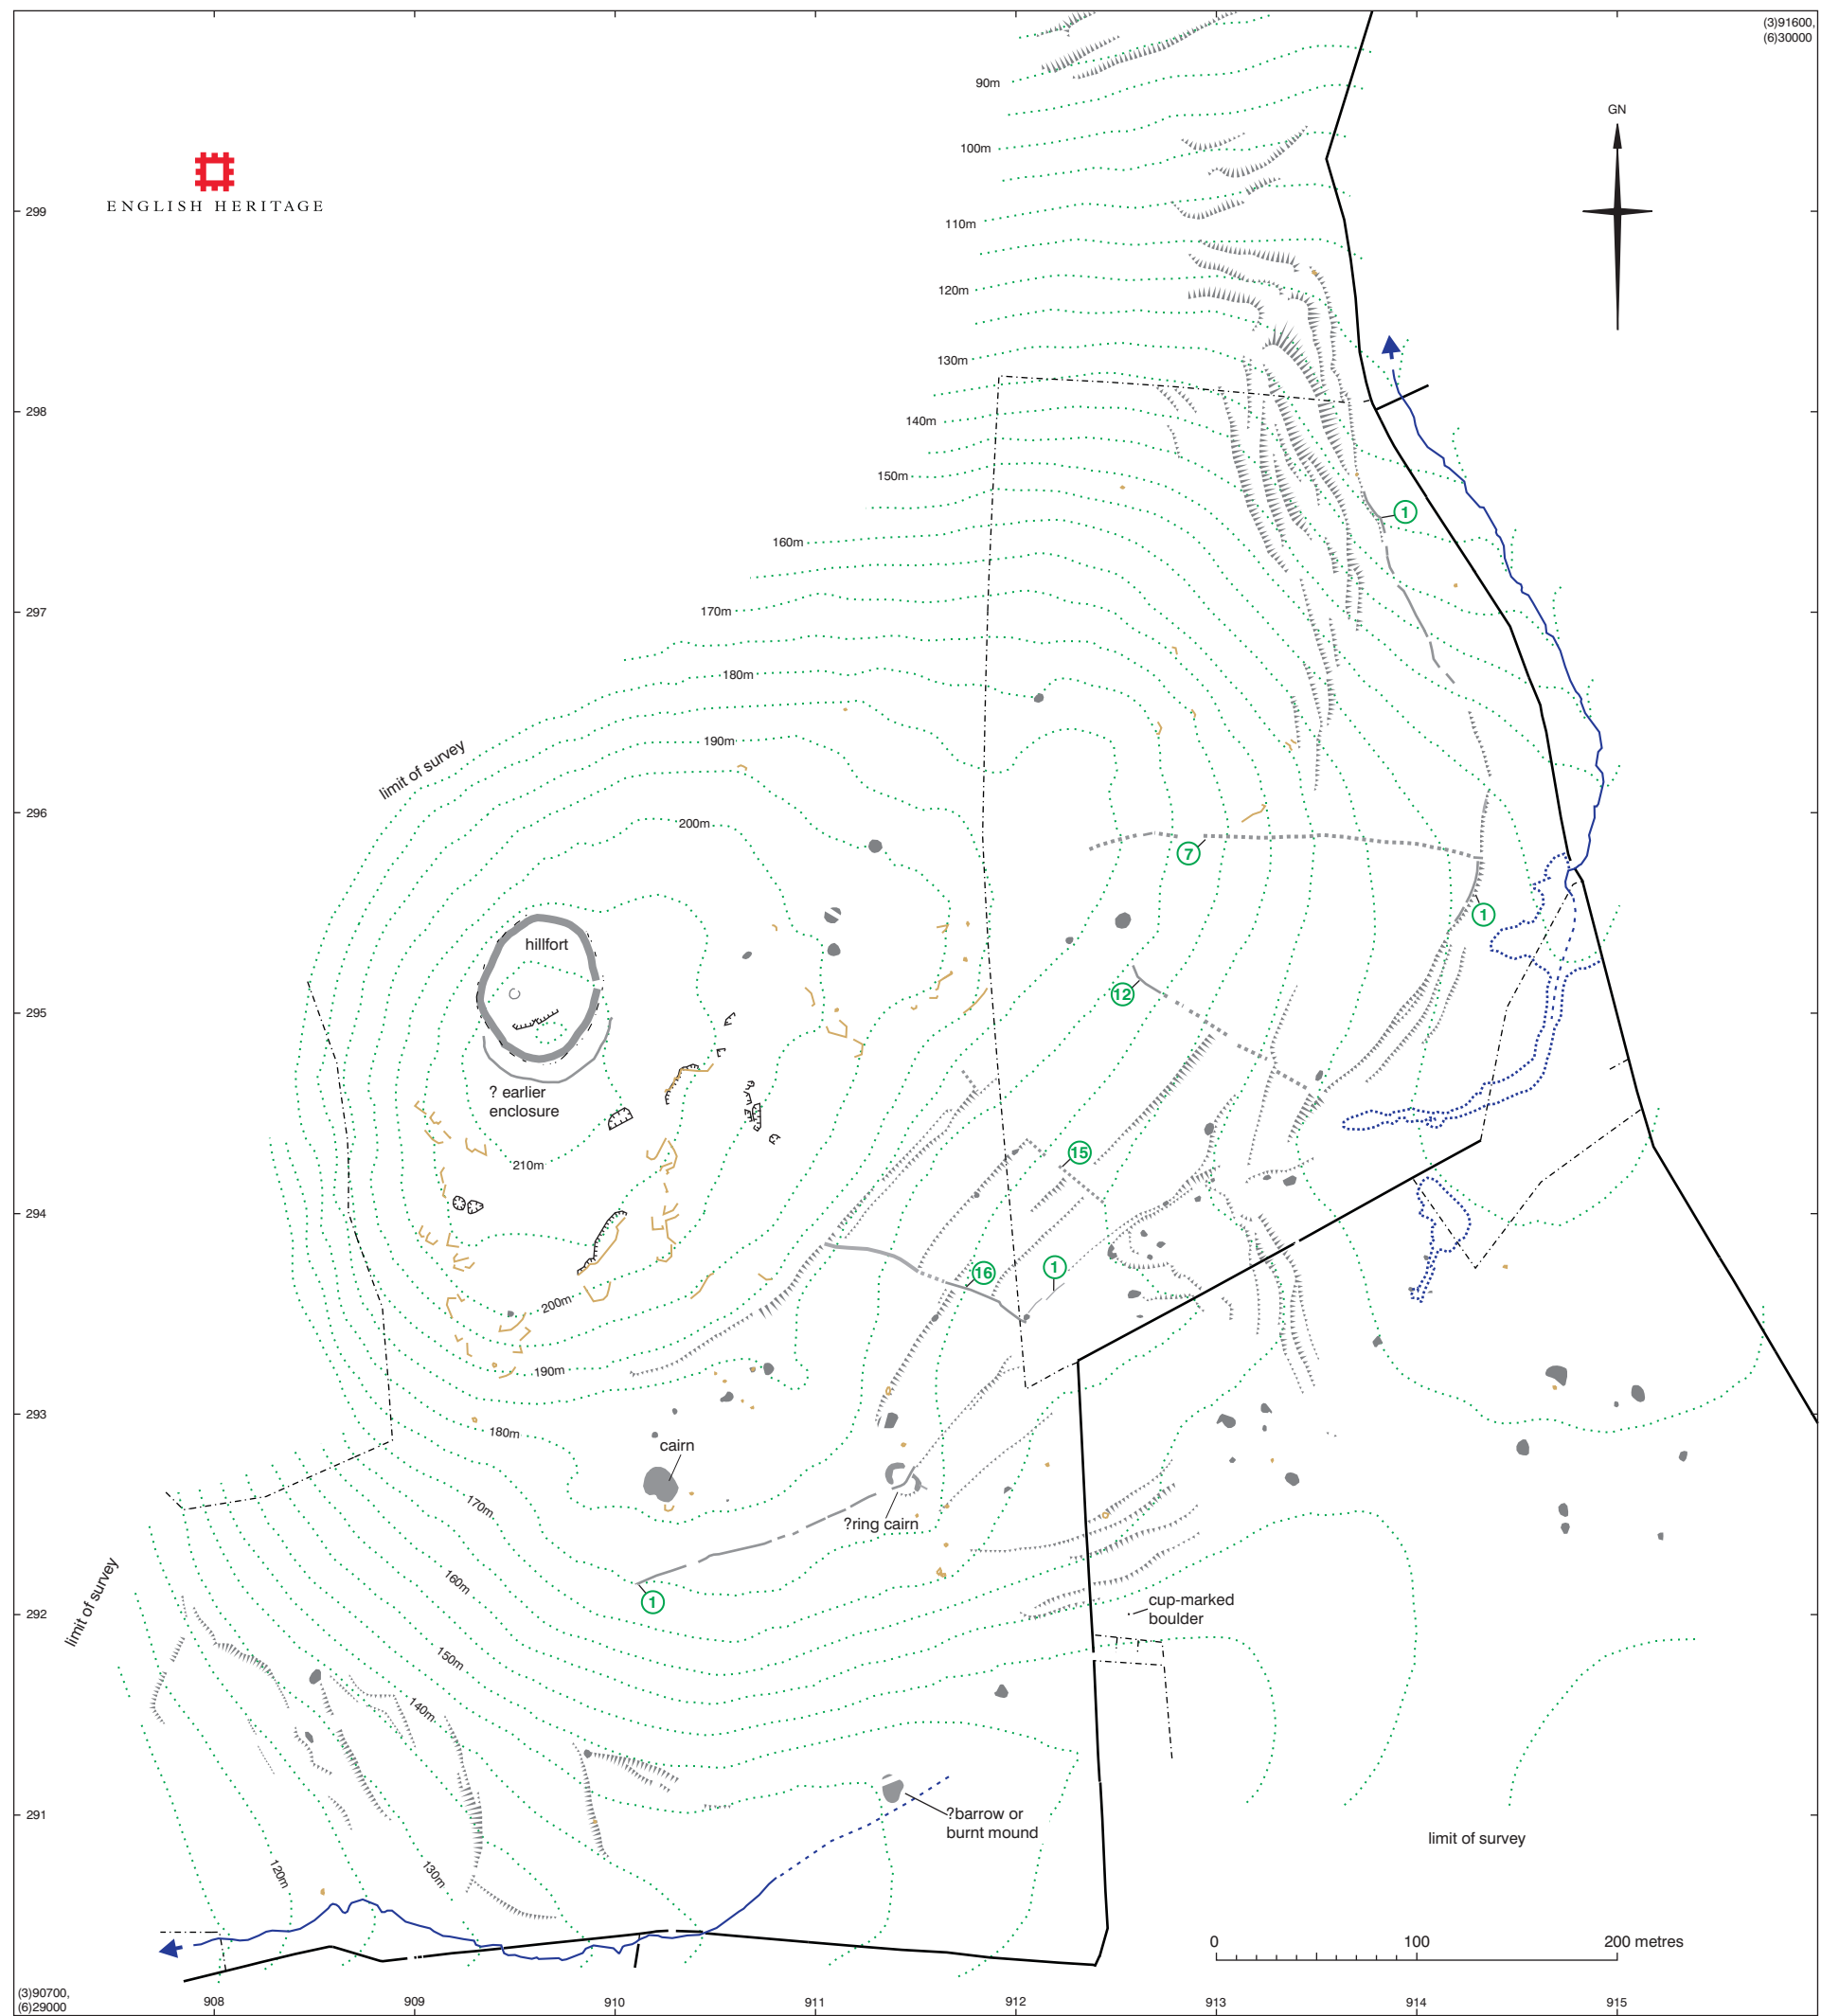 (3)91600,
(6)30000
90m
GN
100m
ENGLISH HERITAGE
299
110m
120m
130m
298
140m
150m
1
160m
297
170m
180m
190m
limit of survey
296
200m
7
1
hillfort
12
295
? earlier
enclosure
15
210m
294
16
1
200m
190m
293
180m
cairn
170m
?ring cairn
160m
limit of survey
1
292
cup-marked
boulder
150m
140m
291
?barrow or
burnt mound
limit of survey
120m
130m
0 100 200 metres
(3)90700,
(6)29000
908 909 910 911 912 913 914 915